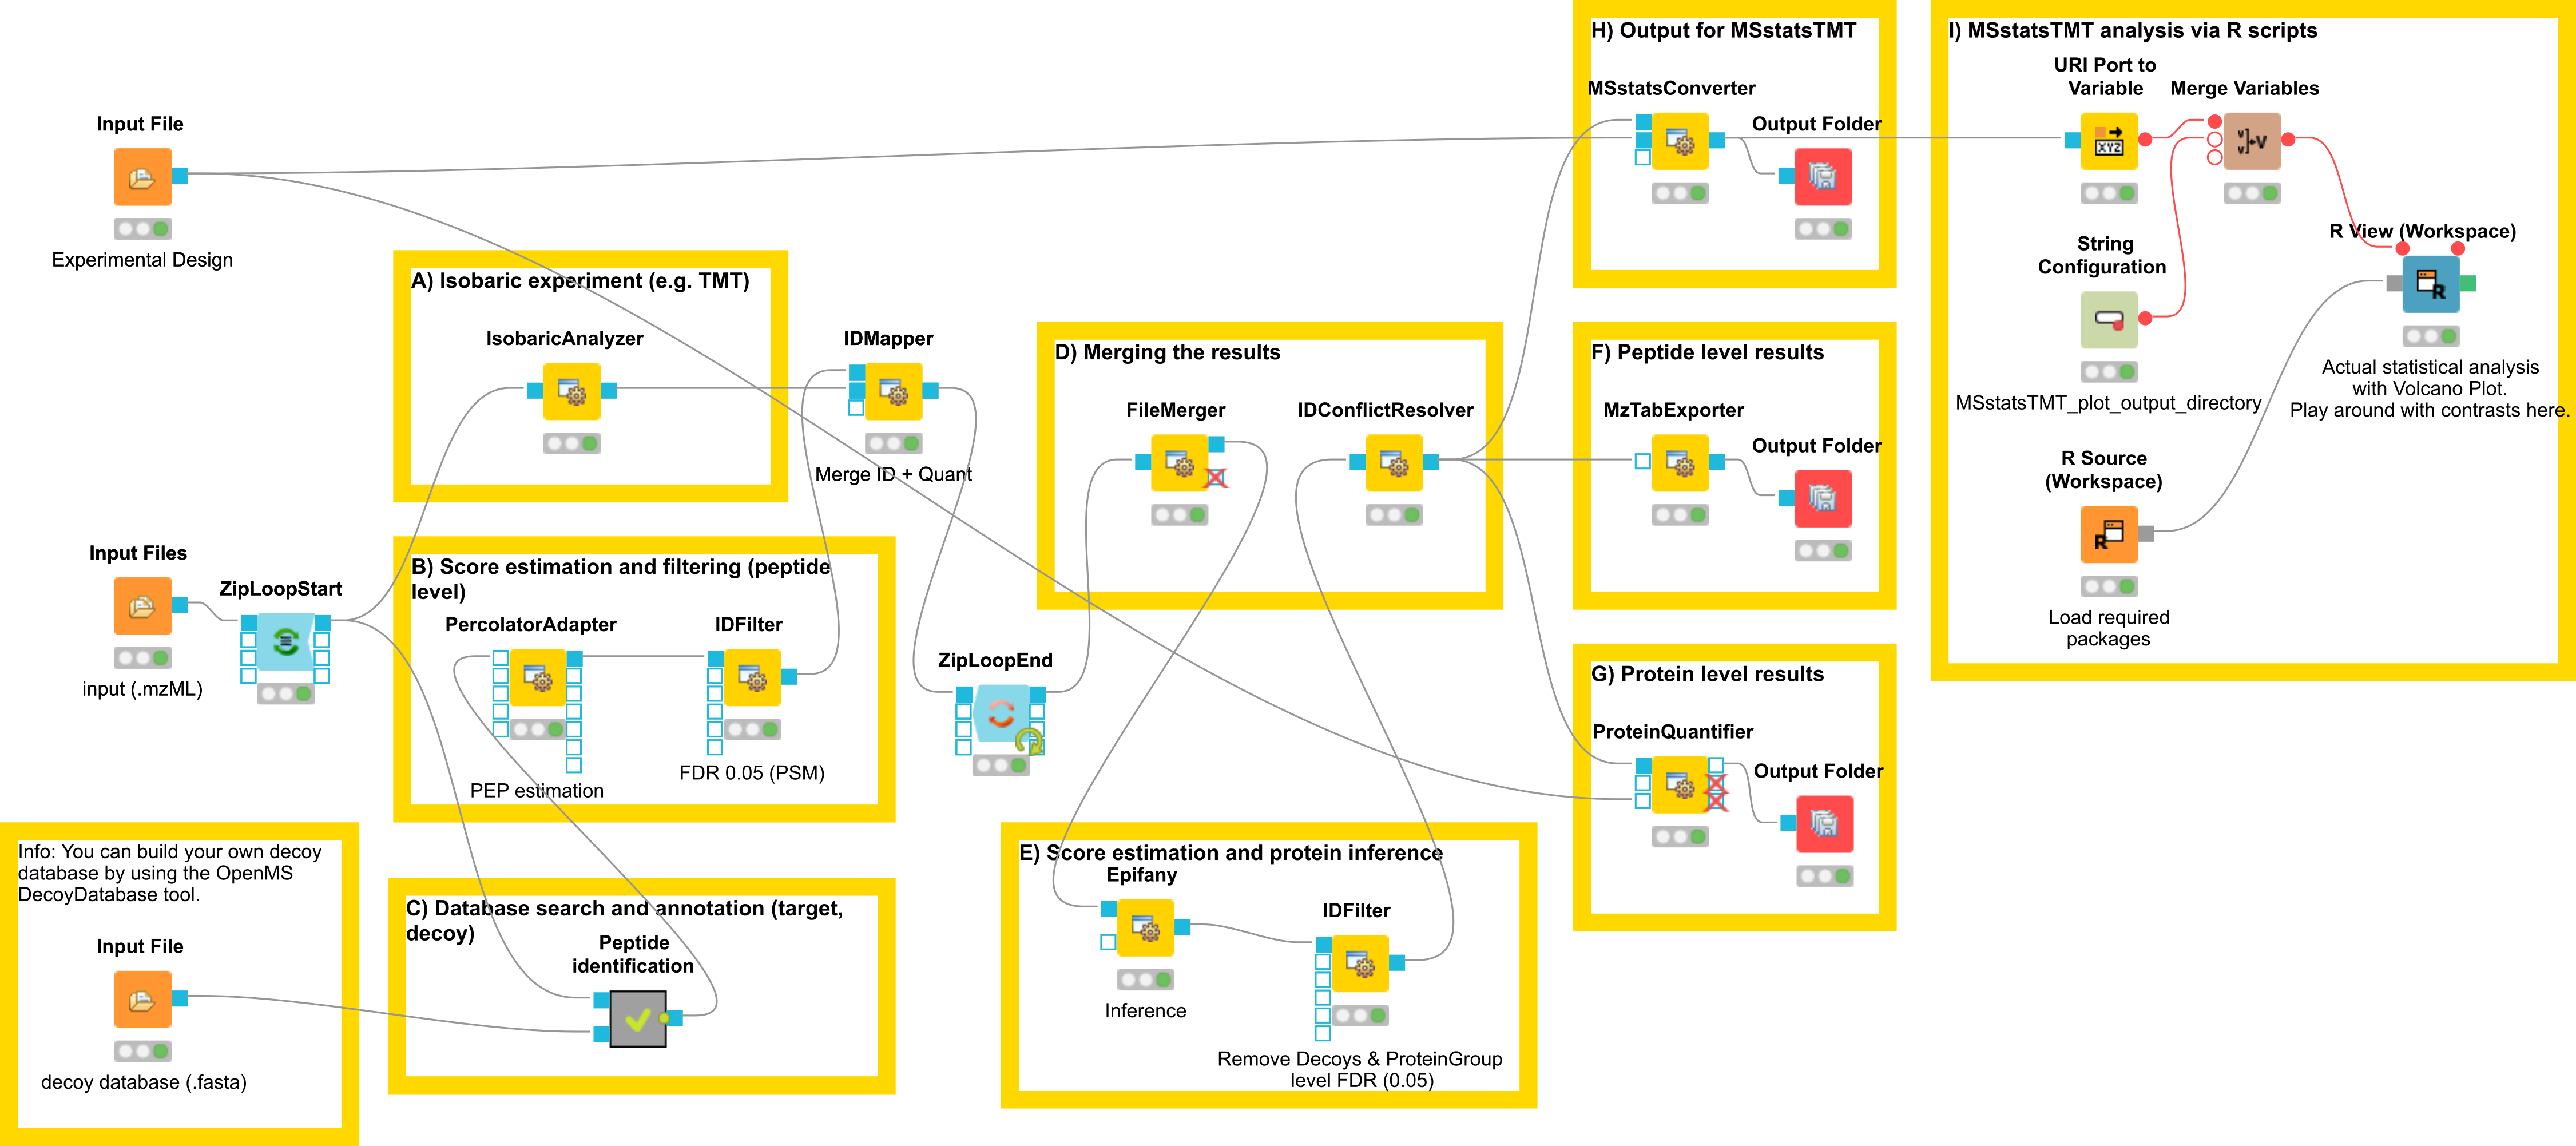 H) Output for MSstatsTMT
I) MSstatsTMT analysis via R scripts
URI Port to
Variable
Merge Variables
MSstatsConverter
Output Folder
Input File
Experimental Design
String
Configuration
MSstatsTMT_plot_output_directory
R View (Workspace)
Actual statistical analysis
with Volcano Plot.
Play around with contrasts here.
R Source
(Workspace)
Load required
packages
A) Isobaric experiment (e.g. TMT)
IsobaricAnalyzer
IDMapper
Merge ID + Quant
D) Merging the results
FileMerger
IDConflictResolver
F) Peptide level results
MzTabExporter
Output Folder
Input Files
input (.mzML)
ZipLoopStart
B) Score estimation and filtering (peptide
level)
PercolatorAdapter
PEP estimation
IDFilter
FDR 0.05 (PSM)
ZipLoopEnd
G) Protein level results
ProteinQuantifier
Output Folder
Info: You can build your own decoy
database by using the OpenMS
DecoyDatabase tool.
Input File
decoy database (.fasta)
C) Database search and annotation (target,
decoy)
Peptide
identification
E) Score estimation and protein inference
Epifany
Inference
IDFilter
Remove Decoys & ProteinGroup
level FDR (0.05)
XYZ
V
V
V
R
R